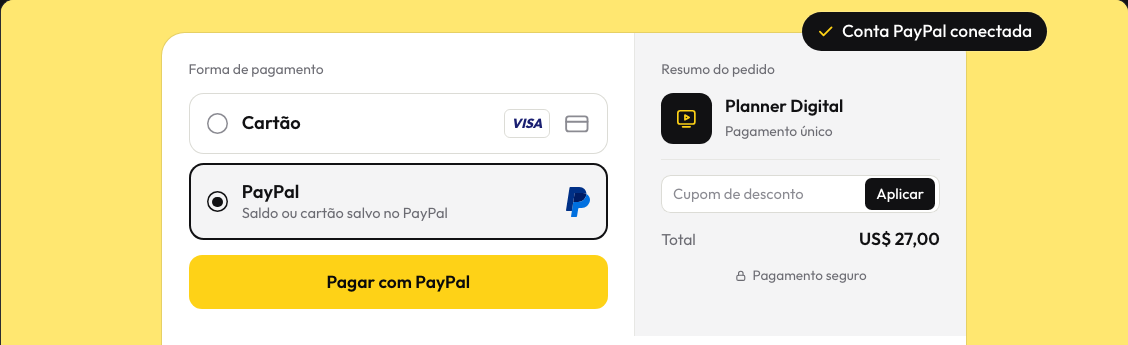 Conta PayPal conectada
Forma de pagamento
Cartão
VISA
PayPal
Saldo ou cartão salvo no PayPal
Pagar com PayPal
Resumo do pedido
Planner Digital
Pagamento único
Cupom de desconto
Aplicar
Total
US$ 27,00
Pagamento seguro